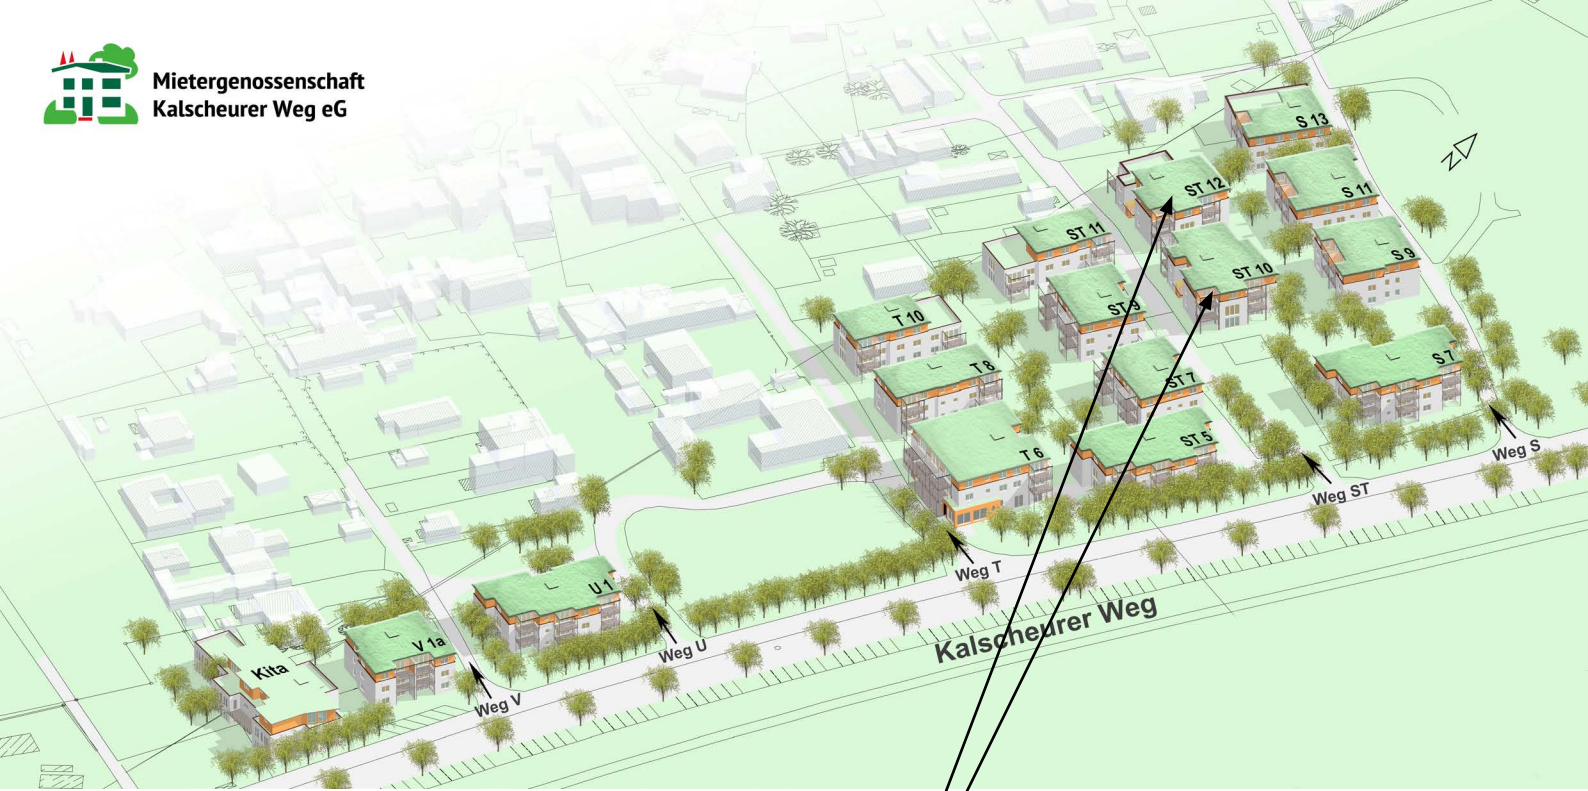 Mietergenossenschaft
Kalscheurer Weg eG
S 13
ST 12
S 11
ST 11
ST 10
S 9
N
T 10
ST 9
T 8
ST 7
S 7
T 6
ST 5
Weg S
Weg ST
Weg T
U 1
Kalscheurer Weg
V 1a
Weg U
Kita
Weg V